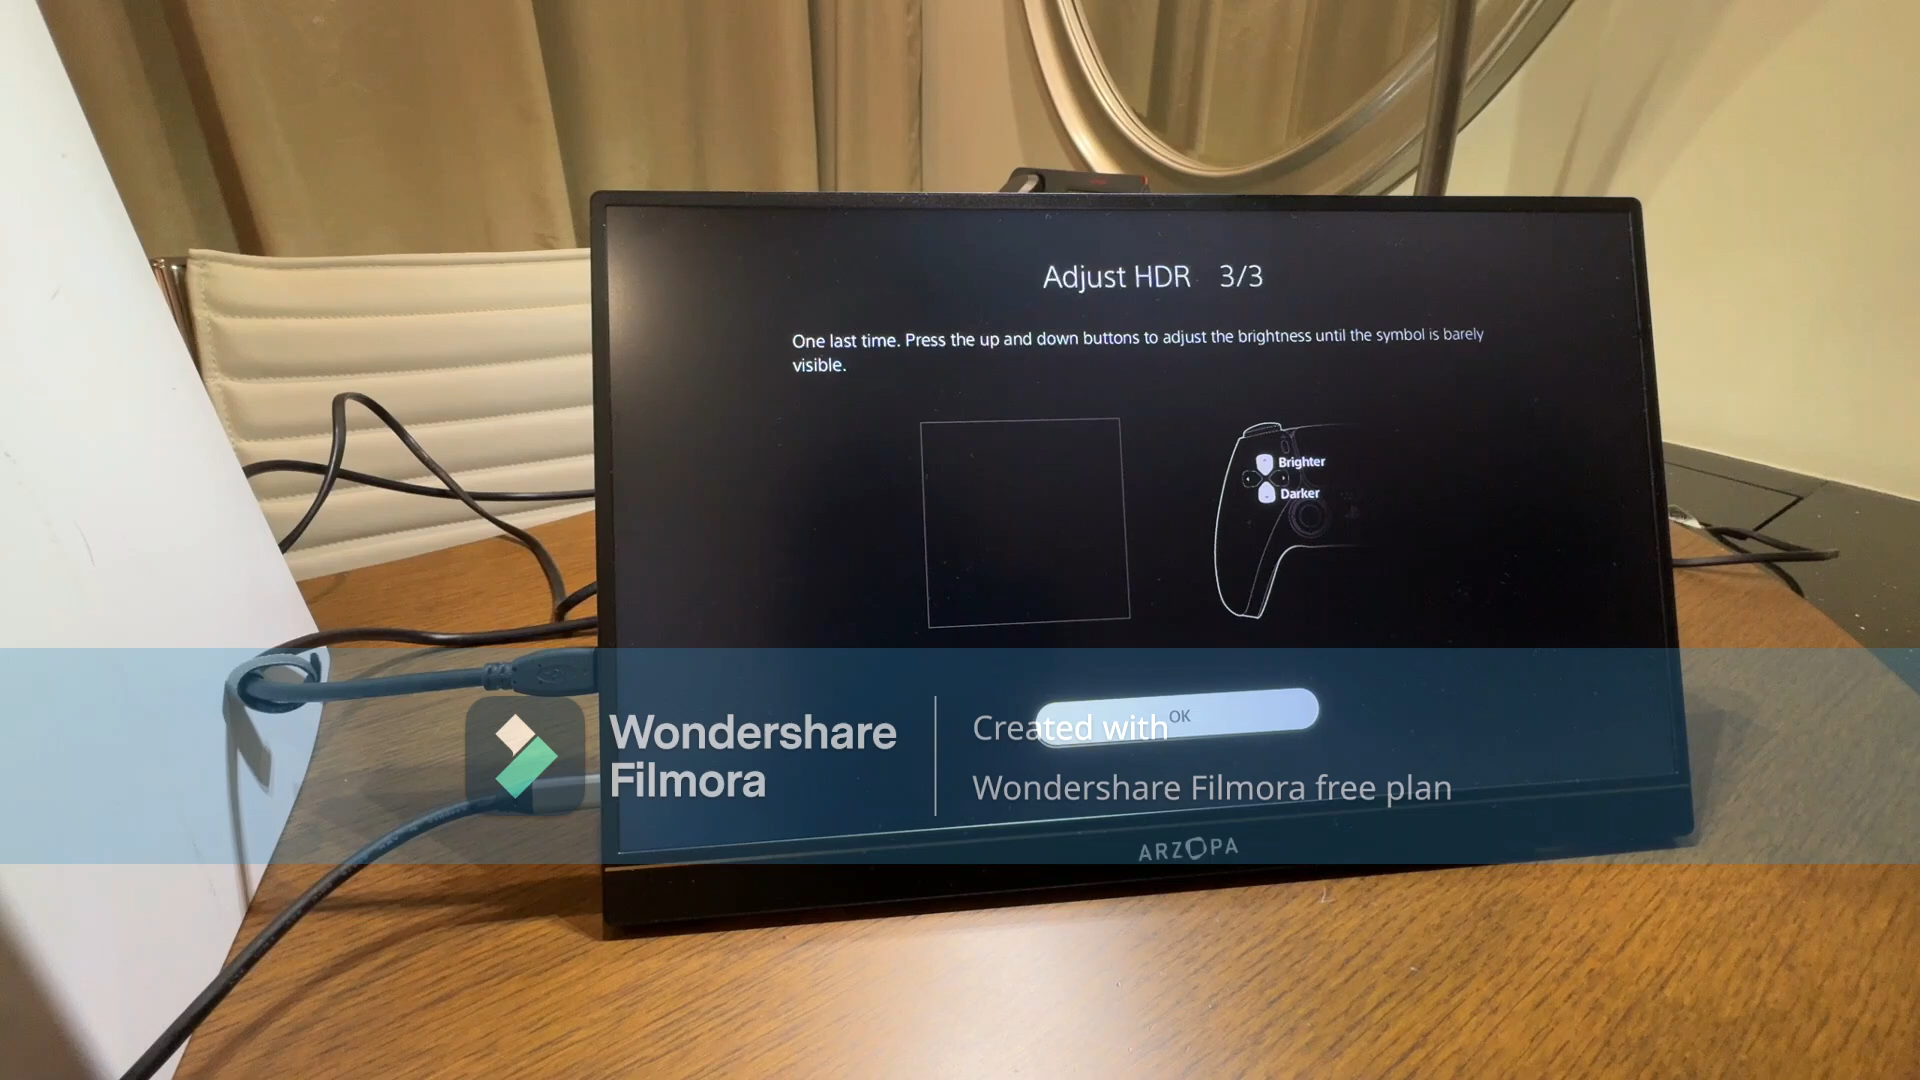 Adjust HDR 3/3
One last time. Press the up and down buttons to adjust the brightness until the symbol is barely
visible.
Brighter
Darker
OK
Wondershare
Filmora
Created with
Wondershare Filmora free plan
ARZOPA